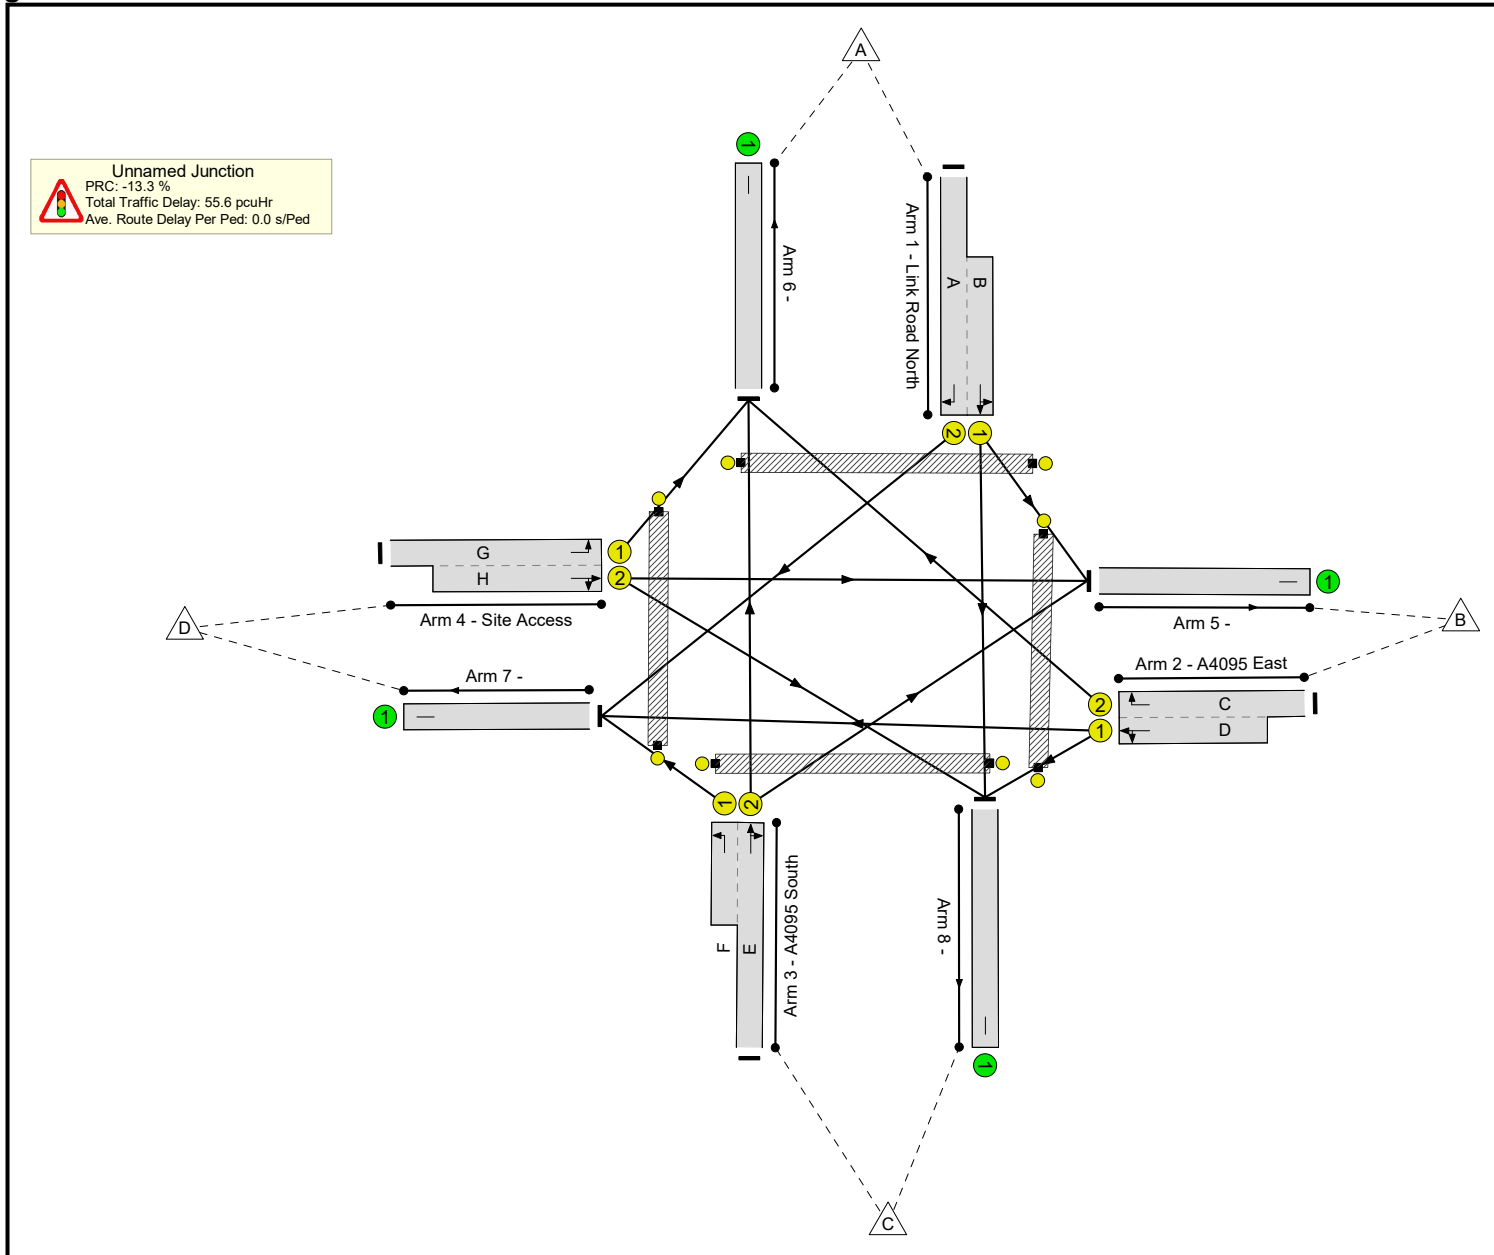 A
1
Unnamed Junction
PRC: -13.3 %
Total Traffic Delay: 55.6 pcuHr
Ave. Route Delay Per Ped: 0.0 s/Ped
Arm 6 -
Arm 1 - Link Road North
A
B
2
1
G
H
1
2
Arm 4 - Site Access
D
1
Arm 5 -
B
Arm 7 -
1
Arm 2 - A4095 East
C
D
2
1
1
2
F
E
Arm 3 - A4095 South
Arm 8 -
1
C